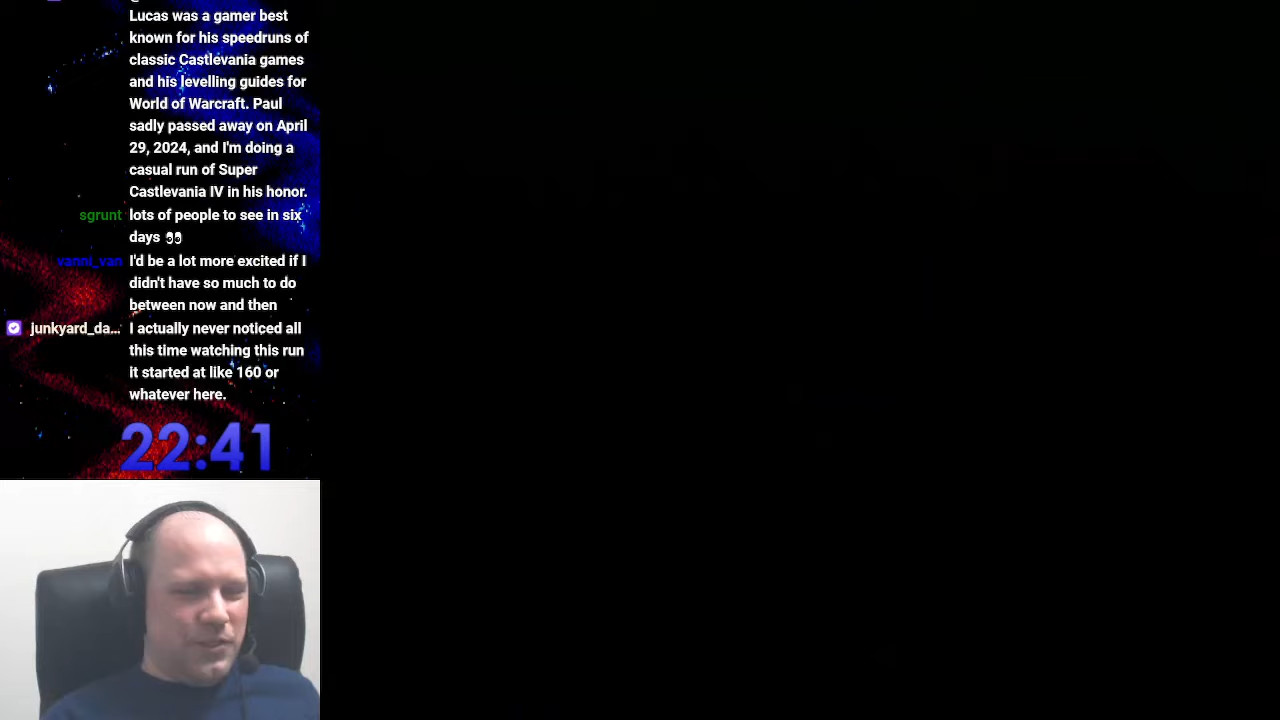 Lucas was a gamer best
known for his speedruns of
classic Castlevania games
and his levelling guides for
World of Warcraft. Paul
sadly passed away on April
29, 2024, and I'm doing a
casual run of Super
Castlevania IV in his honor.
sgrunt lots of people to see in six
days 👀
vanni_van I'd be a lot more excited if I
didn't have so much to do
between now and then
junkyard_da... I actually never noticed all
this time watching this run
it started at like 160 or
whatever here.
22:41